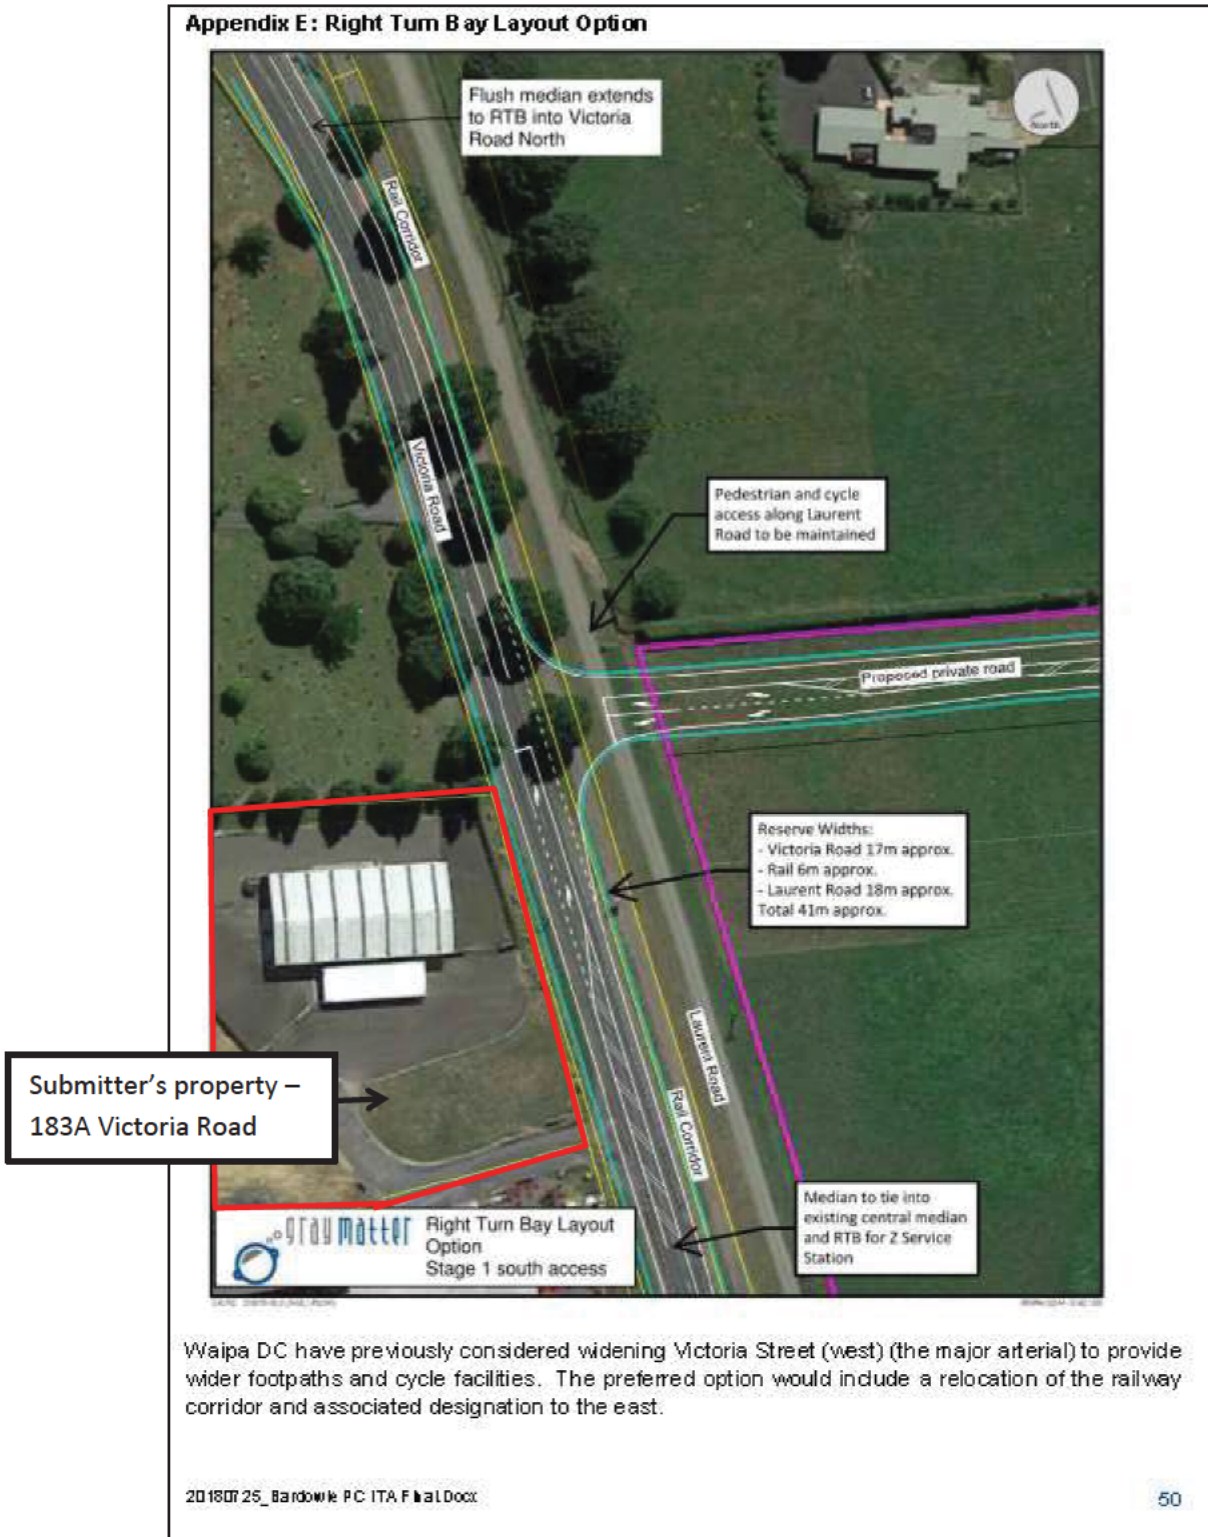 Appendix E: Right Turn Bay Layout Option
Flush median extends
to RTB into Victoria
Road North
North
Rail Corridor
Victoria Road
Pedestrian and cycle
access along Laurent
Road to be maintained
Proposed private road
Reserve Widths:
- Victoria Road 17m approx.
- Rail 6m approx.
- Laurent Road 18m approx.
Total 41m approx.
Laurent Road
Rail Corridor
Submitter's property –
183A Victoria Road
Median to tie into
existing central median
and RTB for Z Service
Station
gray matter
Right Turn Bay Layout
Option
Stage 1 south access
Waipa DC have previously considered widening Victoria Street (west) (the major arterial) to provide
wider footpaths and cycle facilities. The preferred option would include a relocation of the railway
corridor and associated designation to the east.
20180725_Bardowie PC ITA Final.Docx
50